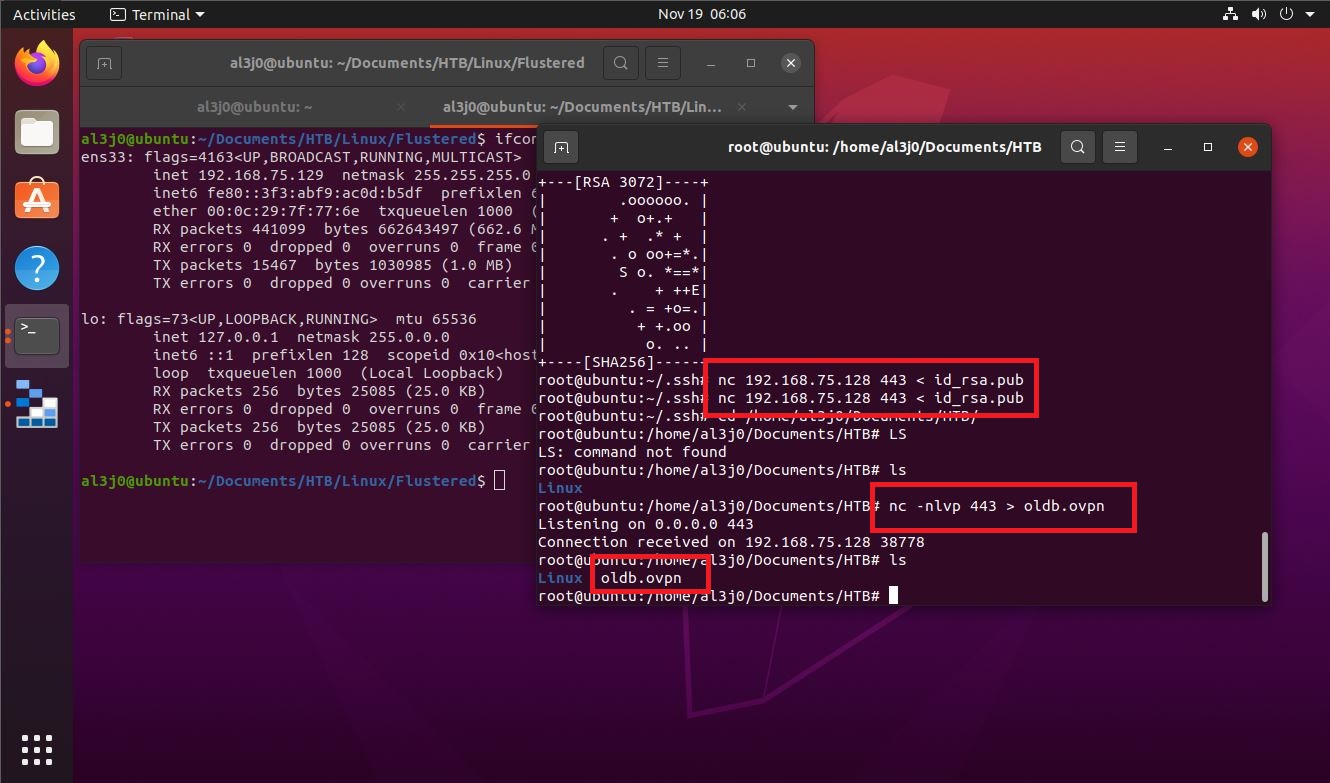 Activities Terminal Nov 19 06:06
al3j0@ubuntu: ~/Documents/HTB/Linux/Flustered
al3j0@ubuntu: ~ al3j0@ubuntu: ~/Documents/HTB/Lin...
al3j0@ubuntu:~/Documents/HTB/Linux/Flustered$ ifcon
ens33: flags=4163<UP,BROADCAST,RUNNING,MULTICAST>
inet 192.168.75.129 netmask 255.255.255.0
inet6 fe80::3f3:abf9:ac0d:b5df prefixlen 6
ether 00:0c:29:7f:77:6e txqueuelen 1000 (
RX packets 441099 bytes 662643497 (662.6 M
RX errors 0 dropped 0 overruns 0 frame 0
TX packets 15467 bytes 1030985 (1.0 MB)
TX errors 0 dropped 0 overruns 0 carrier
lo: flags=73<UP,LOOPBACK,RUNNING> mtu 65536
inet 127.0.0.1 netmask 255.0.0.0
inet6 ::1 prefixlen 128 scopeid 0x10<host
loop txqueuelen 1000 (Local Loopback)
RX packets 256 bytes 25085 (25.0 KB)
RX errors 0 dropped 0 overruns 0 frame 0
TX packets 256 bytes 25085 (25.0 KB)
TX errors 0 dropped 0 overruns 0 carrier
al3j0@ubuntu:~/Documents/HTB/Linux/Flustered$
root@ubuntu: /home/al3j0/Documents/HTB
+---[RSA 3072]----+
|        .oooooo. |
|       +  o+.+   |
|      . +  .* +  |
|       . o oo+=*.|
|        S o. *==*|
|       .    + ++E|
|         . = +o=.|
|          + +.oo |
|           o. .. |
+----[SHA256]-----+
root@ubuntu:~/.ssh# nc 192.168.75.128 443 < id_rsa.pub
root@ubuntu:~/.ssh# nc 192.168.75.128 443 < id_rsa.pub
root@ubuntu:~/.ssh# cd /home/al3j0/Documents/HTB/
root@ubuntu:/home/al3j0/Documents/HTB# LS
LS: command not found
root@ubuntu:/home/al3j0/Documents/HTB# ls
Linux
root@ubuntu:/home/al3j0/Documents/HTB# nc -nlvp 443 > oldb.ovpn
Listening on 0.0.0.0 443
Connection received on 192.168.75.128 38778
root@ubuntu:/home/al3j0/Documents/HTB# ls
Linux oldb.ovpn
root@ubuntu:/home/al3j0/Documents/HTB#